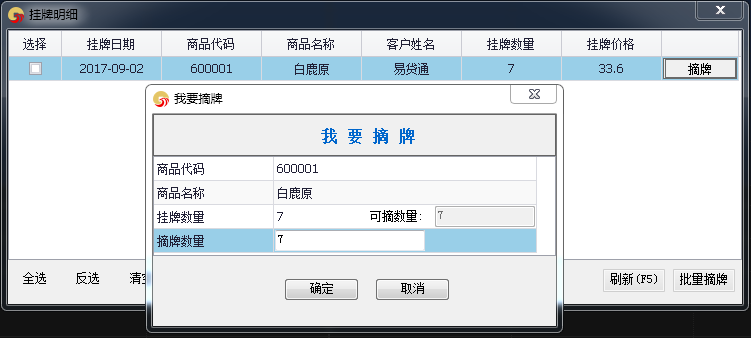 挂牌明细
选择 挂牌日期 商品代码 商品名称 客户姓名 挂牌数量 挂牌价格
2017-09-02 600001 白鹿原 易贷通 7 33.6 摘牌
我要摘牌
我 要 摘 牌
商品代码 600001
商品名称 白鹿原
挂牌数量 7 可摘数量: 7
摘牌数量 7
确定 取消
全选 反选 清 刷新(F5) 批量摘牌